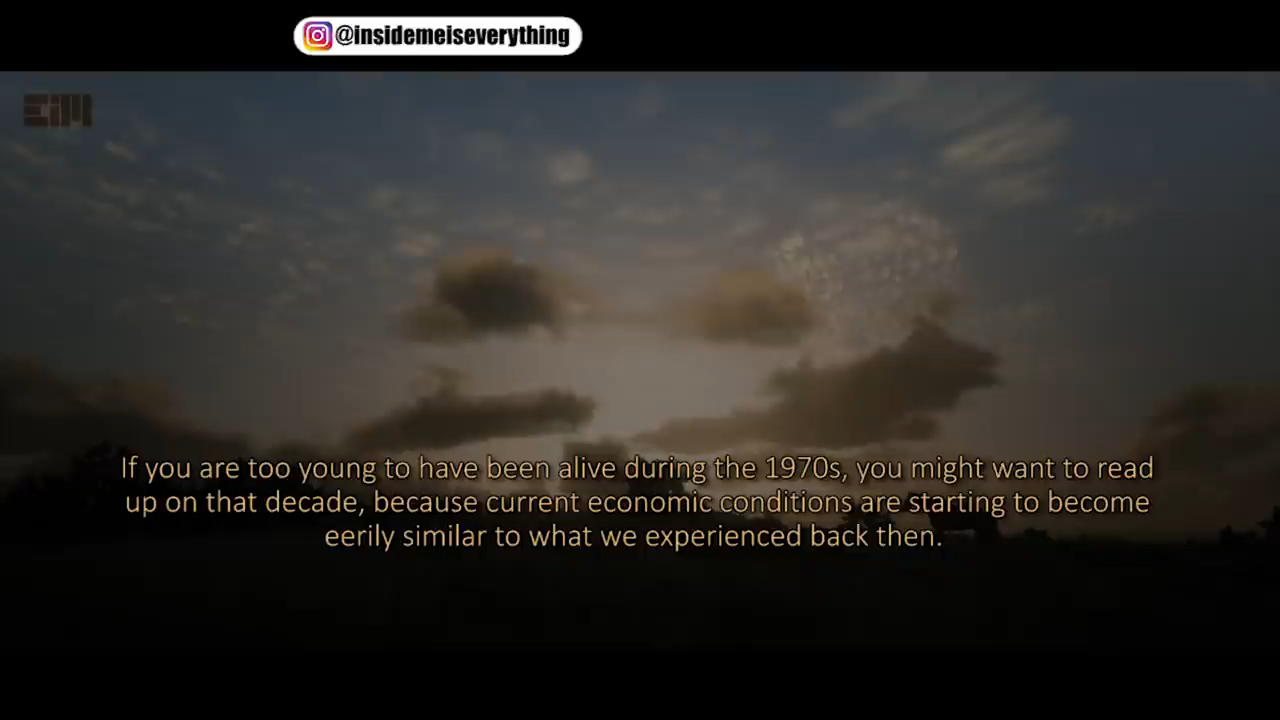 @insidemeiseverything
EiM
If you are too young to have been alive during the 1970s, you might want to read
up on that decade, because current economic conditions are starting to become
eerily similar to what we experienced back then.